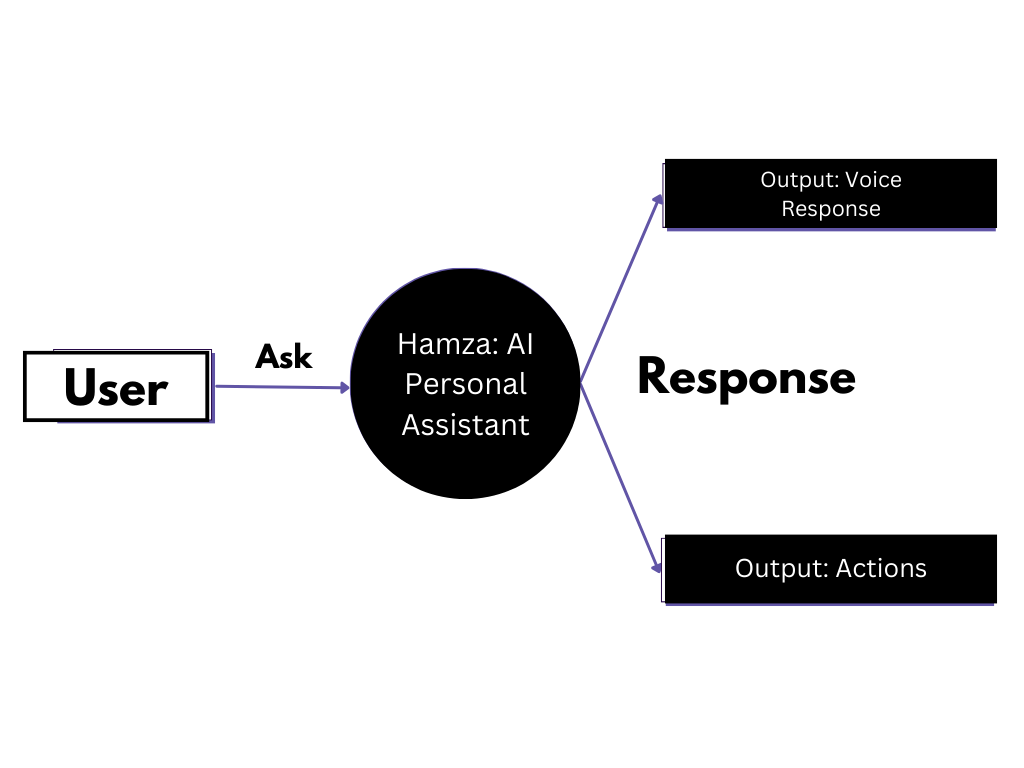 User
Ask
Hamza: AI
Personal
Assistant
Response
Output: Voice
Response
Output: Actions